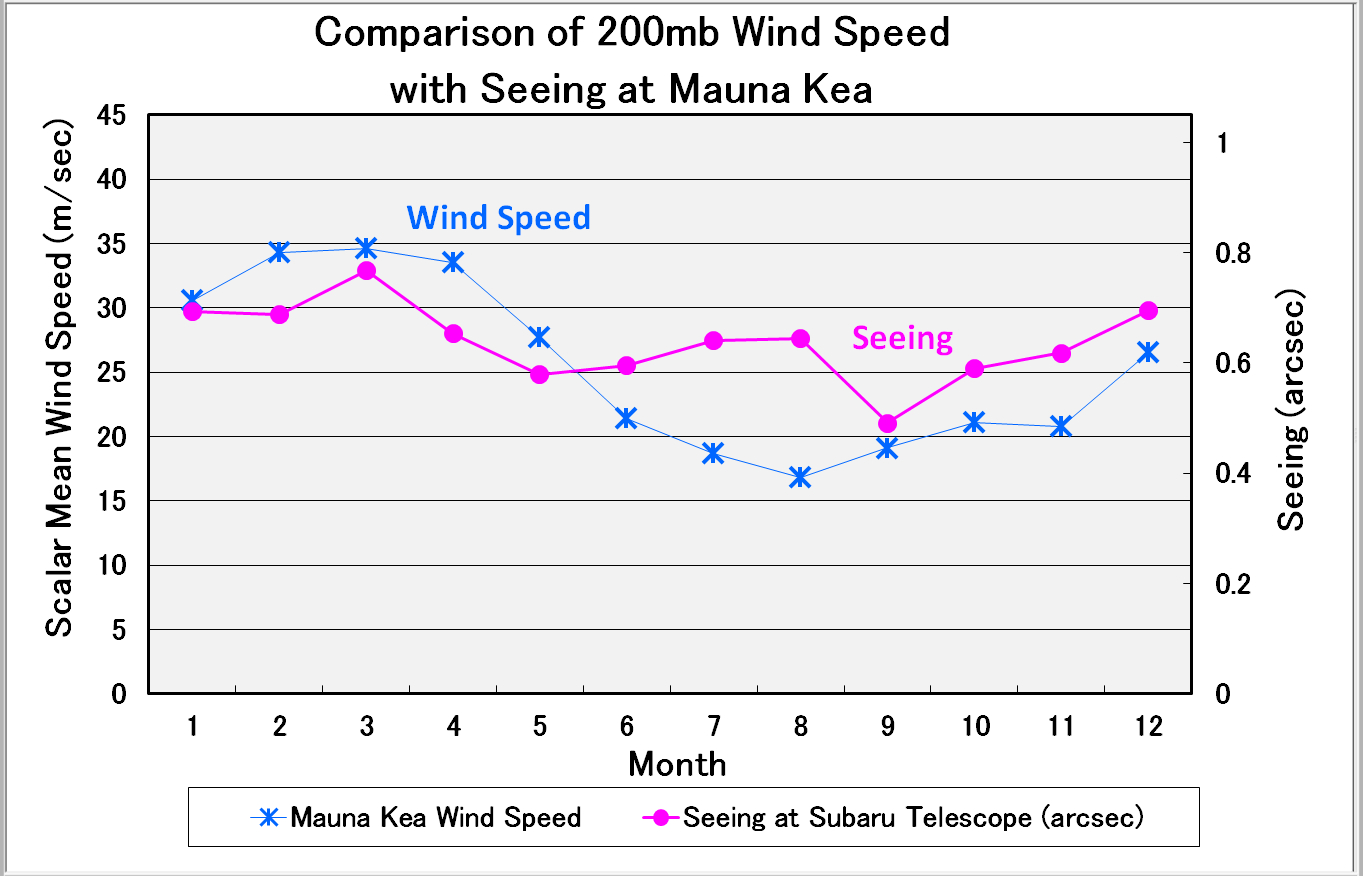 Comparison of 200mb Wind Speed
with Seeing at Mauna Kea
Scalar Mean Wind Speed (m/sec)
45
40
35
30
25
20
15
10
5
0
Wind Speed
Seeing
1
0.8
0.6
0.4
0.2
0
Seeing (arcsec)
1 2 3 4 5 6 7 8 9 10 11 12
Month
Mauna Kea Wind Speed Seeing at Subaru Telescope (arcsec)